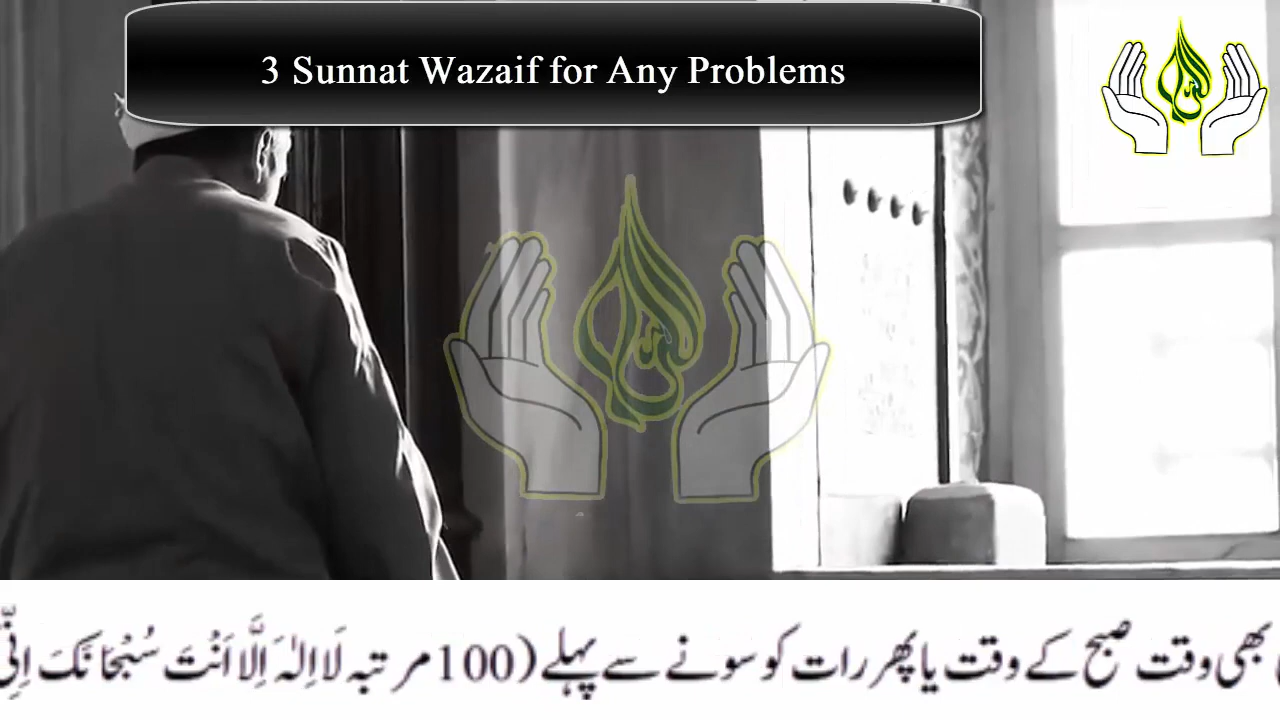 3 Sunnat Wazaif for Any Problems
بھی وقت صبح کے وقت یا پھر رات کو سونے سے پہلے (100 مرتبہ لَا اِلٰہَ اِلَّا اَنْتَ سُبْحَانَکَ اِنِّی